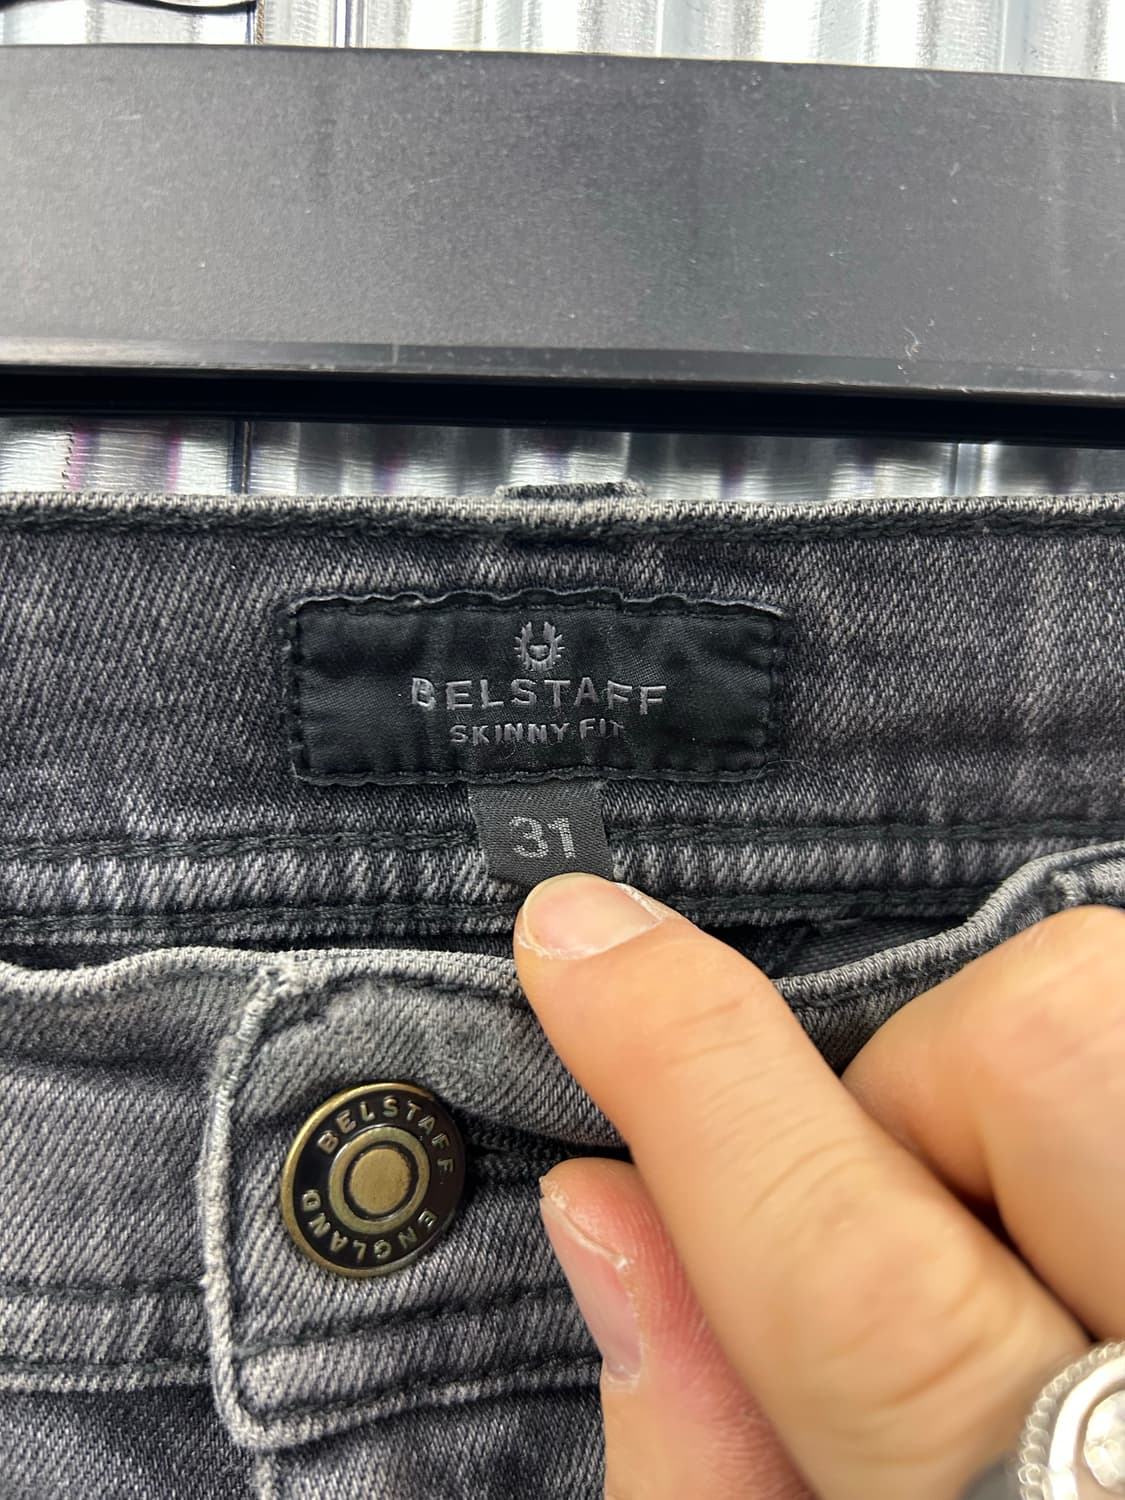 BELSTAFF
SKINNY FIT
31
BELSTAFF
ENGLAND